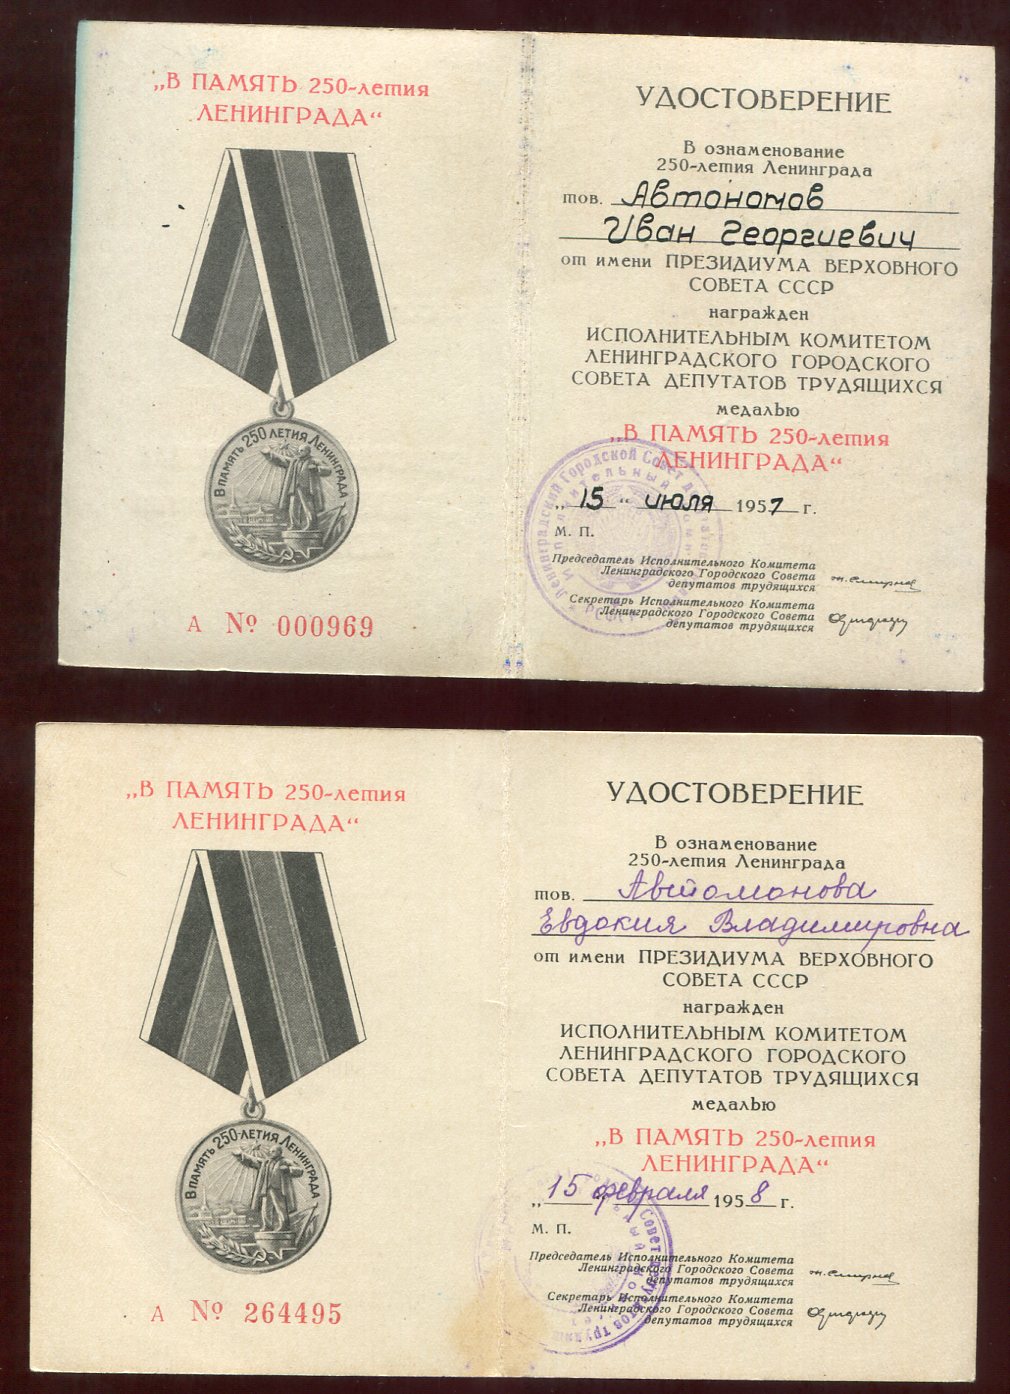 „В ПАМЯТЬ 250-летия
ЛЕНИНГРАДА“
В ПАМЯТЬ 250 ЛЕТИЯ ЛЕНИНГРАДА
А № 000969
УДОСТОВЕРЕНИЕ
В ознаменование
250-летия Ленинграда
тов. Автономов
Иван Георгиевич
от имени ПРЕЗИДИУМА ВЕРХОВНОГО
СОВЕТА СССР
награжден
ИСПОЛНИТЕЛЬНЫМ КОМИТЕТОМ
ЛЕНИНГРАДСКОГО ГОРОДСКОГО
СОВЕТА ДЕПУТАТОВ ТРУДЯЩИХСЯ
медалью
„В ПАМЯТЬ 250-летия
ЛЕНИНГРАДА“
„15“ июля 1957 г.
М. П.
Председатель Исполнительного Комитета
Ленинградского Городского Совета
депутатов трудящихся
Секретарь Исполнительного Комитета
Ленинградского Городского Совета
депутатов трудящихся
Ленинградский Городской Совет
„В ПАМЯТЬ 250-летия
ЛЕНИНГРАДА“
В ПАМЯТЬ 250-ЛЕТИЯ ЛЕНИНГРАДА
А № 264495
УДОСТОВЕРЕНИЕ
В ознаменование
250-летия Ленинграда
тов. Автомонова
Евдокия Владимировна
от имени ПРЕЗИДИУМА ВЕРХОВНОГО
СОВЕТА СССР
награжден
ИСПОЛНИТЕЛЬНЫМ КОМИТЕТОМ
ЛЕНИНГРАДСКОГО ГОРОДСКОГО
СОВЕТА ДЕПУТАТОВ ТРУДЯЩИХСЯ
медалью
„В ПАМЯТЬ 250-летия
ЛЕНИНГРАДА“
„15 февраля 1958 г.
М. П.
Председатель Исполнительного Комитета
Ленинградского Городского Совета
депутатов трудящихся
Секретарь Исполнительного Комитета
Ленинградского Городского Совета
депутатов трудящихся
Совет депутатов